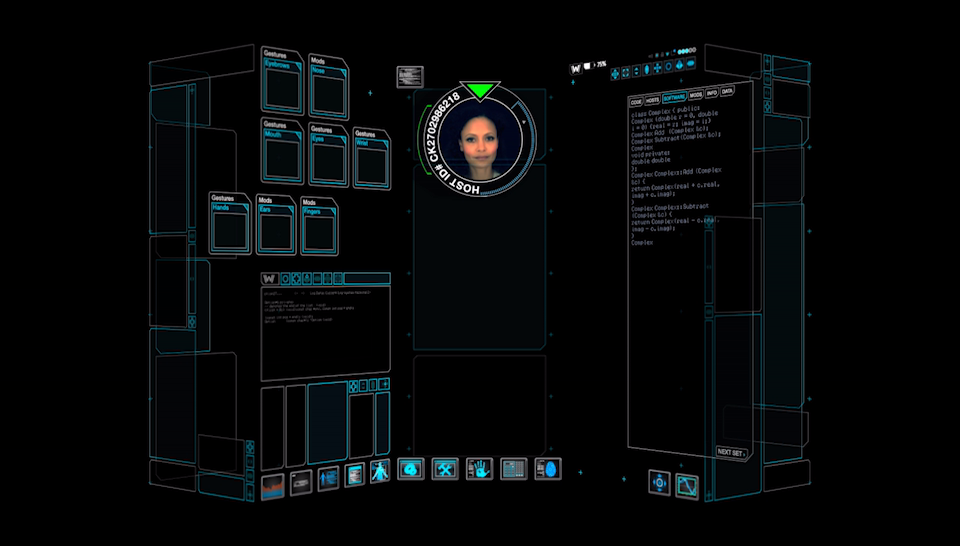 Gestures
Eyebrows
Mods
Nose
Gestures
Mouth
Gestures
Eyes
Gestures
Wrist
Gestures
Hands
Mods
Ears
Mods
Fingers
HOST ID# CK2702986218
W
75%
CODE
HOSTS
SOFTWARE
MODS
INFO
DATA
class Complex { public:
Complex (double r = 0, double
i = 0) {real = r; imag = i;}
Complex Add (Complex &c);
Complex Subtract(Complex &c);
Complex
void private:
double double
};
Complex Complex::Add (Complex
&c) {
return Complex(real + c.real,
imag + c.imag);
}
Complex Complex::Subtract
(Complex &c) {
return Complex(real - c.real,
imag - c.imag);
}
Complex
W
NEXT SET